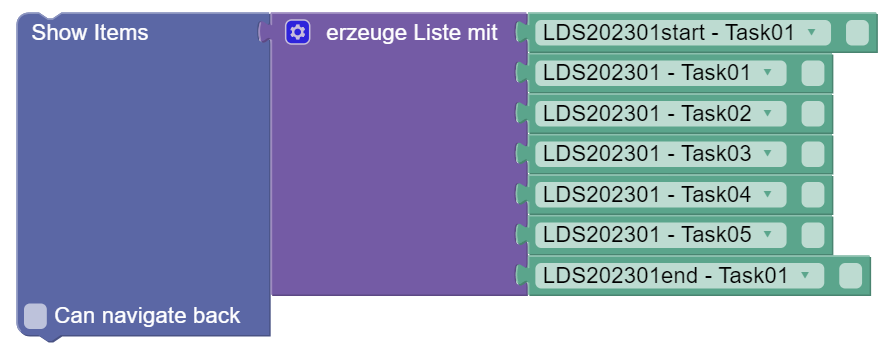 Show Items erzeuge Liste mit LDS202301start - Task01
LDS202301 - Task01
LDS202301 - Task02
LDS202301 - Task03
LDS202301 - Task04
LDS202301 - Task05
LDS202301end - Task01
Can navigate back